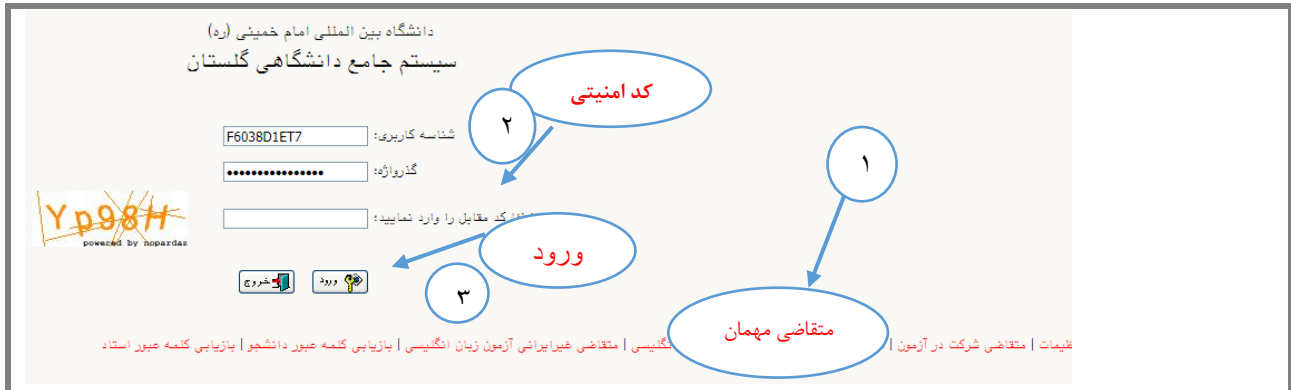 دانشگاه بین المللی امام خمینی (ره)
سیستم جامع دانشگاهی گلستان
کد امنیتی
۲
۱
شناسه کاربری: F6038D1ET7
گذرواژه: ••••••••••••••••
Yp98H
powered by nopardaz
کد مقابل را وارد نمایید:
ورود
ورود خروج
۳
متقاضی مهمان
متقاضی شرکت در آزمون | انگلیسی | متقاضی غیرایرانی آزمون زبان انگلیسی | بازیابی کلمه عبور دانشجو | بازیابی کلمه عبور استاد